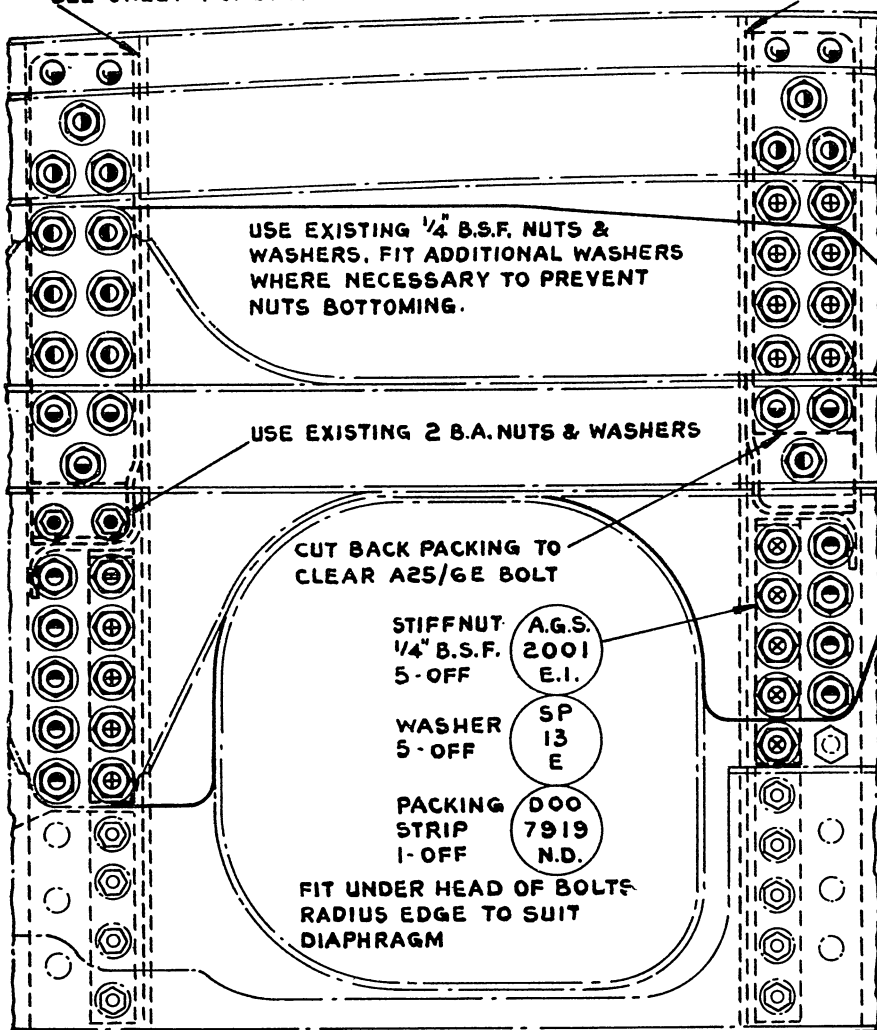 USE EXISTING 1/4" B.S.F. NUTS &
WASHERS. FIT ADDITIONAL WASHERS
WHERE NECESSARY TO PREVENT
NUTS BOTTOMING.
USE EXISTING 2 B.A. NUTS & WASHERS
CUT BACK PACKING TO
CLEAR A25/6E BOLT
STIFFNUT
1/4" B.S.F.
5-OFF
A.G.S.
2001
E.I.
WASHER
5-OFF
SP
13
E
PACKING
STRIP
1-OFF
DOO
7919
N.D.
FIT UNDER HEAD OF BOLTS
RADIUS EDGE TO SUIT
DIAPHRAGM